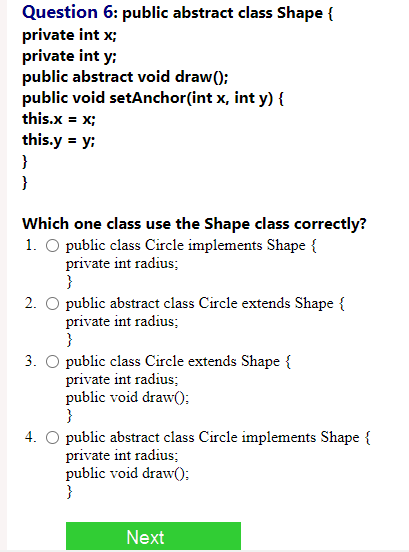 Question 6: public abstract class Shape {
private int x;
private int y;
public abstract void draw();
public void setAnchor(int x, int y) {
this.x = x;
this.y = y;
}
}
Which one class use the Shape class correctly?
1. public class Circle implements Shape {
private int radius;
}
2. public abstract class Circle extends Shape {
private int radius;
}
3. public class Circle extends Shape {
private int radius;
public void draw();
}
4. public abstract class Circle implements Shape {
private int radius;
public void draw();
}
Next